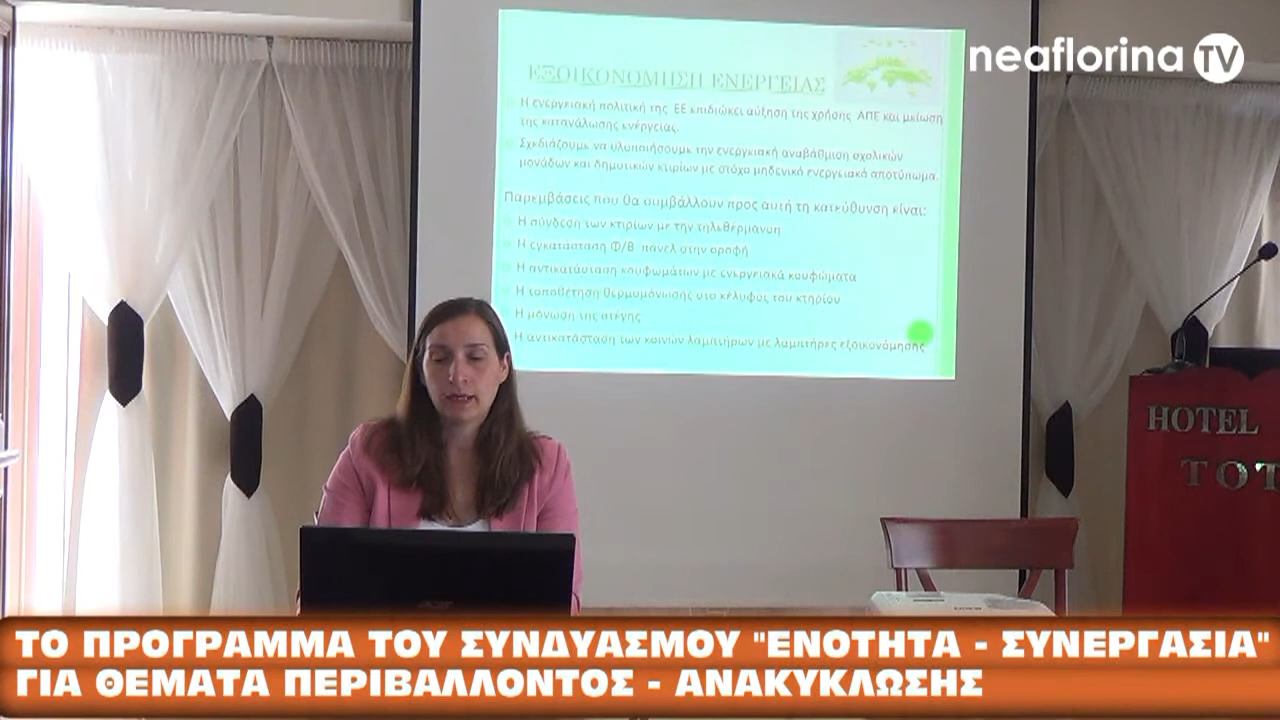 neaflorina TV
ΕΞΟΙΚΟΝΟΜΗΣΗ ΕΝΕΡΓΕΙΑΣ
Η ενεργειακή πολιτική της ΕΕ επιδιώκει αύξηση της χρήσης ΑΠΕ και μείωση
της κατανάλωσης ενέργειας.
Σχεδιάζουμε να υλοποιήσουμε την ενεργειακή αναβάθμιση σχολικών
μονάδων και δημοτικών κτιρίων με στόχο μηδενικό ενεργειακό αποτύπωμα.
Παρεμβάσεις που θα συμβάλλουν προς αυτή τη κατεύθυνση είναι:
Η σύνδεση των κτιρίων με την τηλεθέρμανση
Η εγκατάσταση Φ/Β πάνελ στην οροφή
Η αντικατάσταση κουφωμάτων με ενεργειακά κουφώματα
Η τοποθέτηση θερμομόνωσης στο κέλυφος του κτηρίου
Η μόνωση της στέγης
Η αντικατάσταση των κοινών λαμπτήρων με λαμπτήρες εξοικονόμησης
HOTEL
TOT
ΤΟ ΠΡΟΓΡΑΜΜΑ ΤΟΥ ΣΥΝΔΥΑΣΜΟΥ "ΕΝΟΤΗΤΑ - ΣΥΝΕΡΓΑΣΙΑ"
ΓΙΑ ΘΕΜΑΤΑ ΠΕΡΙΒΑΛΛΟΝΤΟΣ - ΑΝΑΚΥΚΛΩΣΗΣ